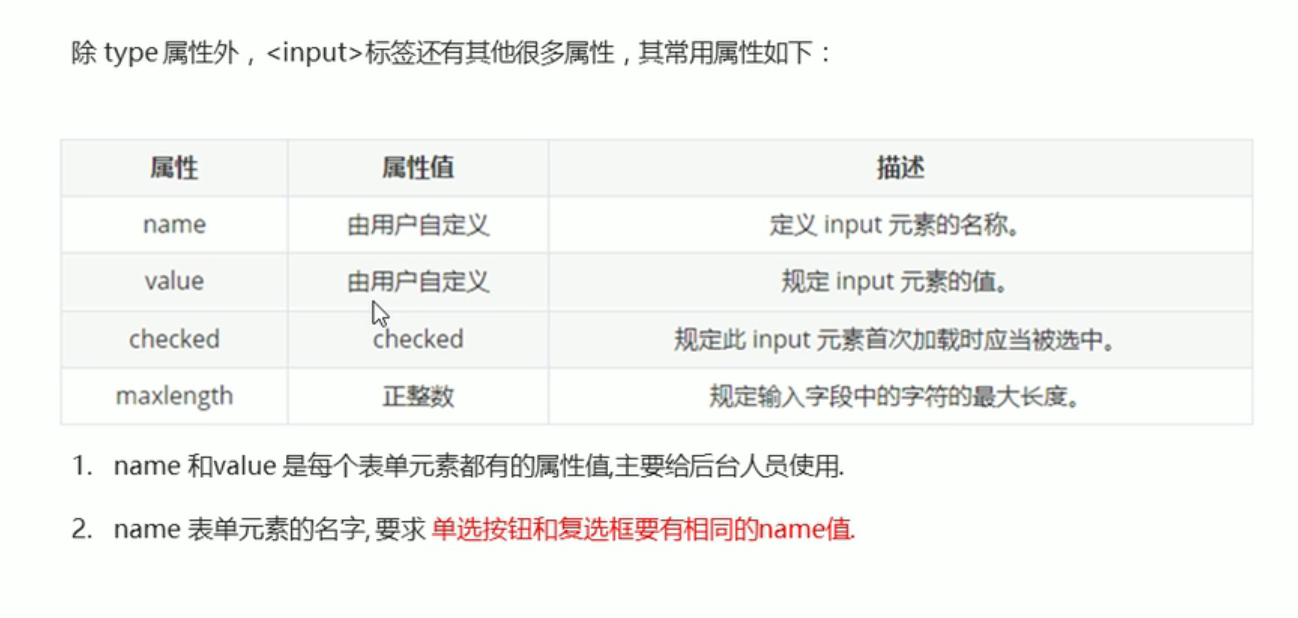 除 type 属性外，<input>标签还有其他很多属性，其常用属性如下：
属性 属性值 描述
name 由用户自定义 定义 input 元素的名称。
value 由用户自定义 规定 input 元素的值。
checked checked 规定此 input 元素首次加载时应当被选中。
maxlength 正整数 规定输入字段中的字符的最大长度。
1. name 和value 是每个表单元素都有的属性值,主要给后台人员使用.
2. name 表单元素的名字, 要求 单选按钮和复选框要有相同的name值.